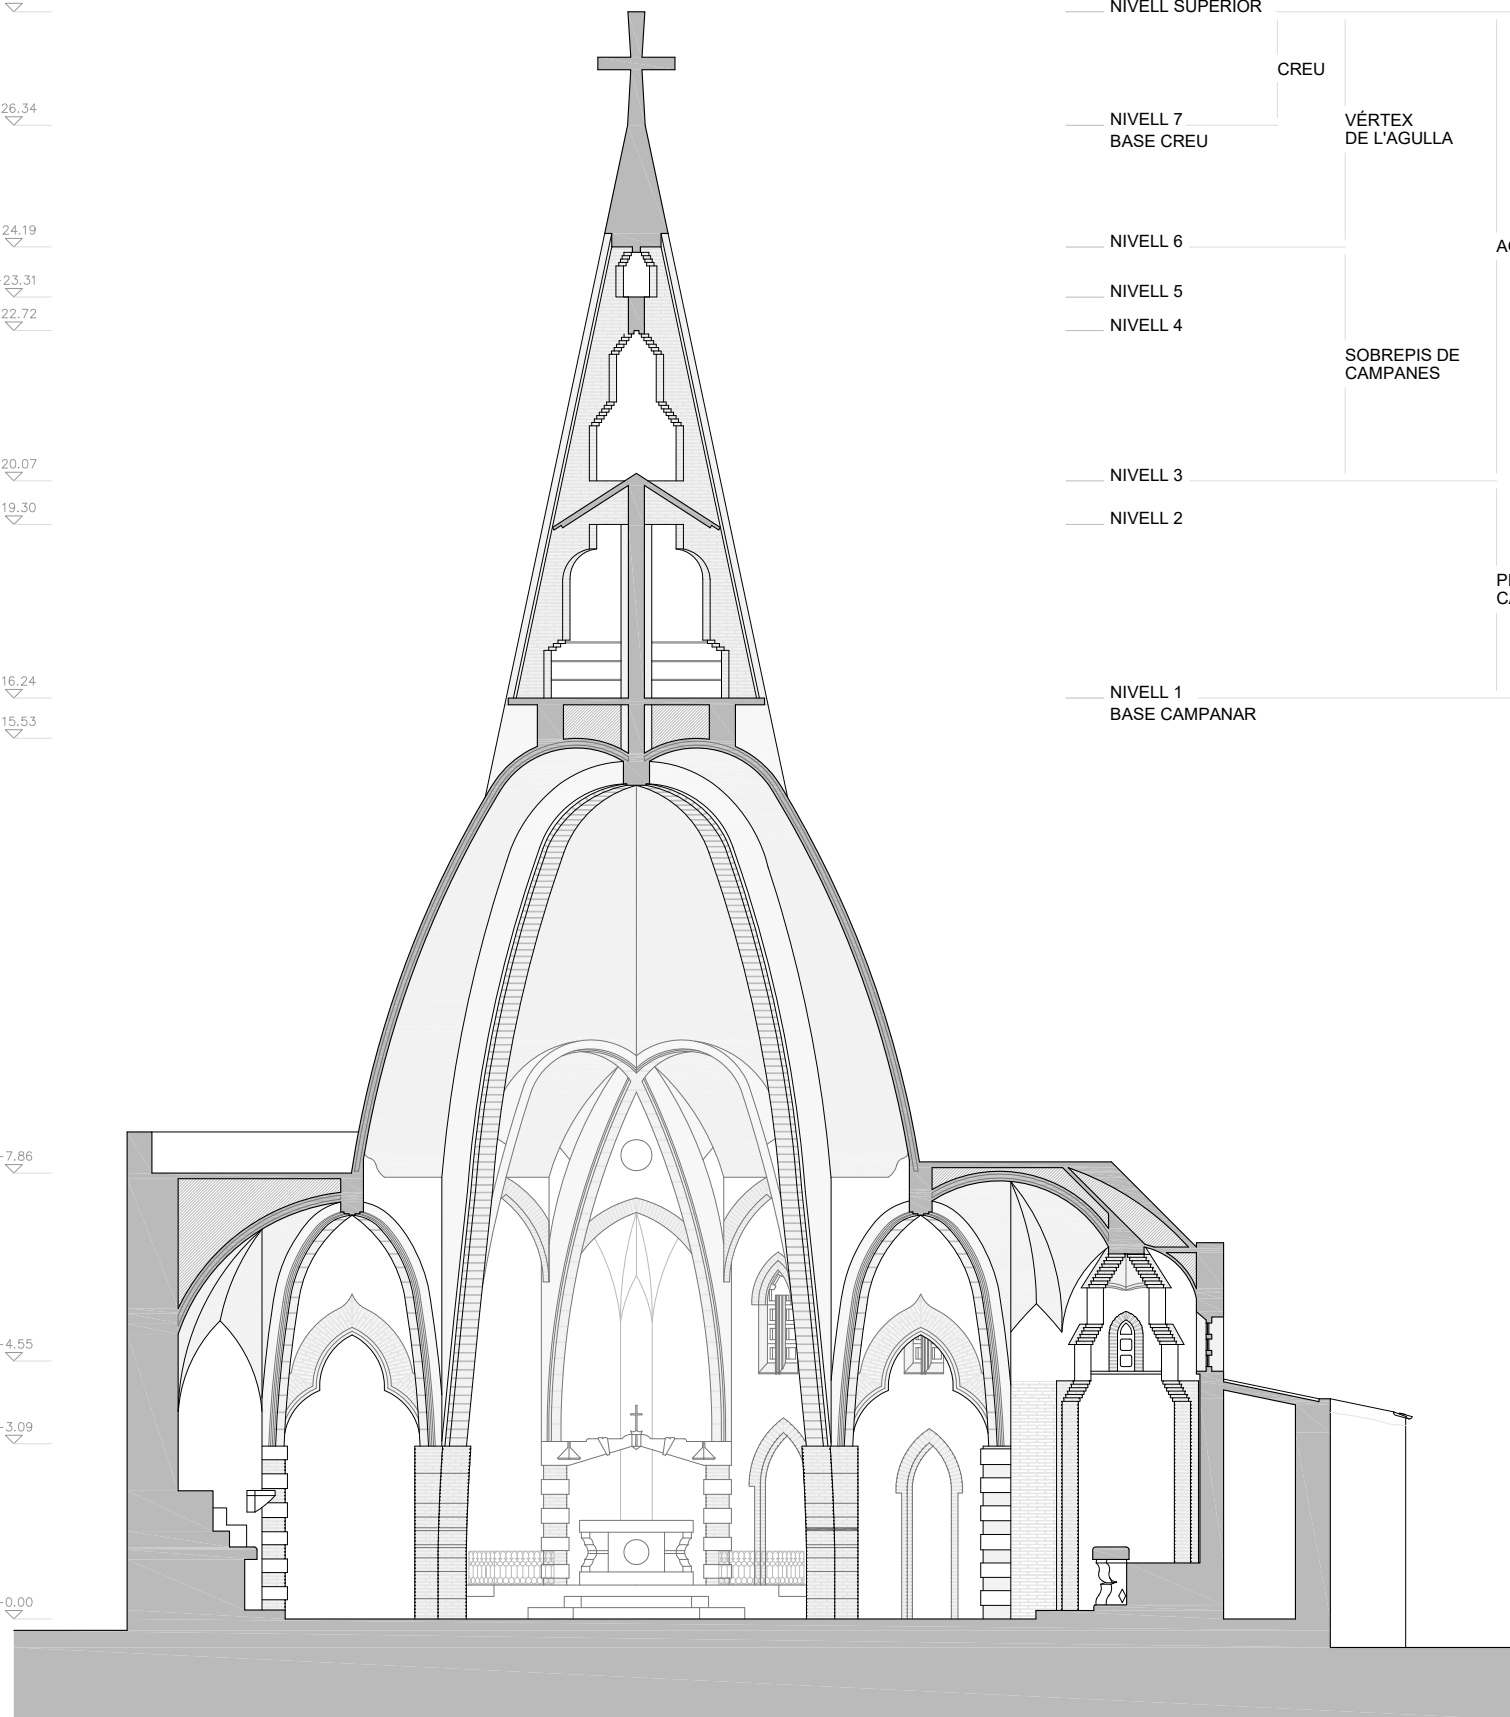 NIVELL SUPERIOR
CREU
26.34
NIVELL 7
BASE CREU
VÉRTEX
DE L'AGULLA
24.19
NIVELL 6
23.31
NIVELL 5
22.72
NIVELL 4
SOBREPIS DE
CAMPANES
20.07
NIVELL 3
19.30
NIVELL 2
16.24
NIVELL 1
BASE CAMPANAR
15.53
7.86
4.55
3.09
0.00